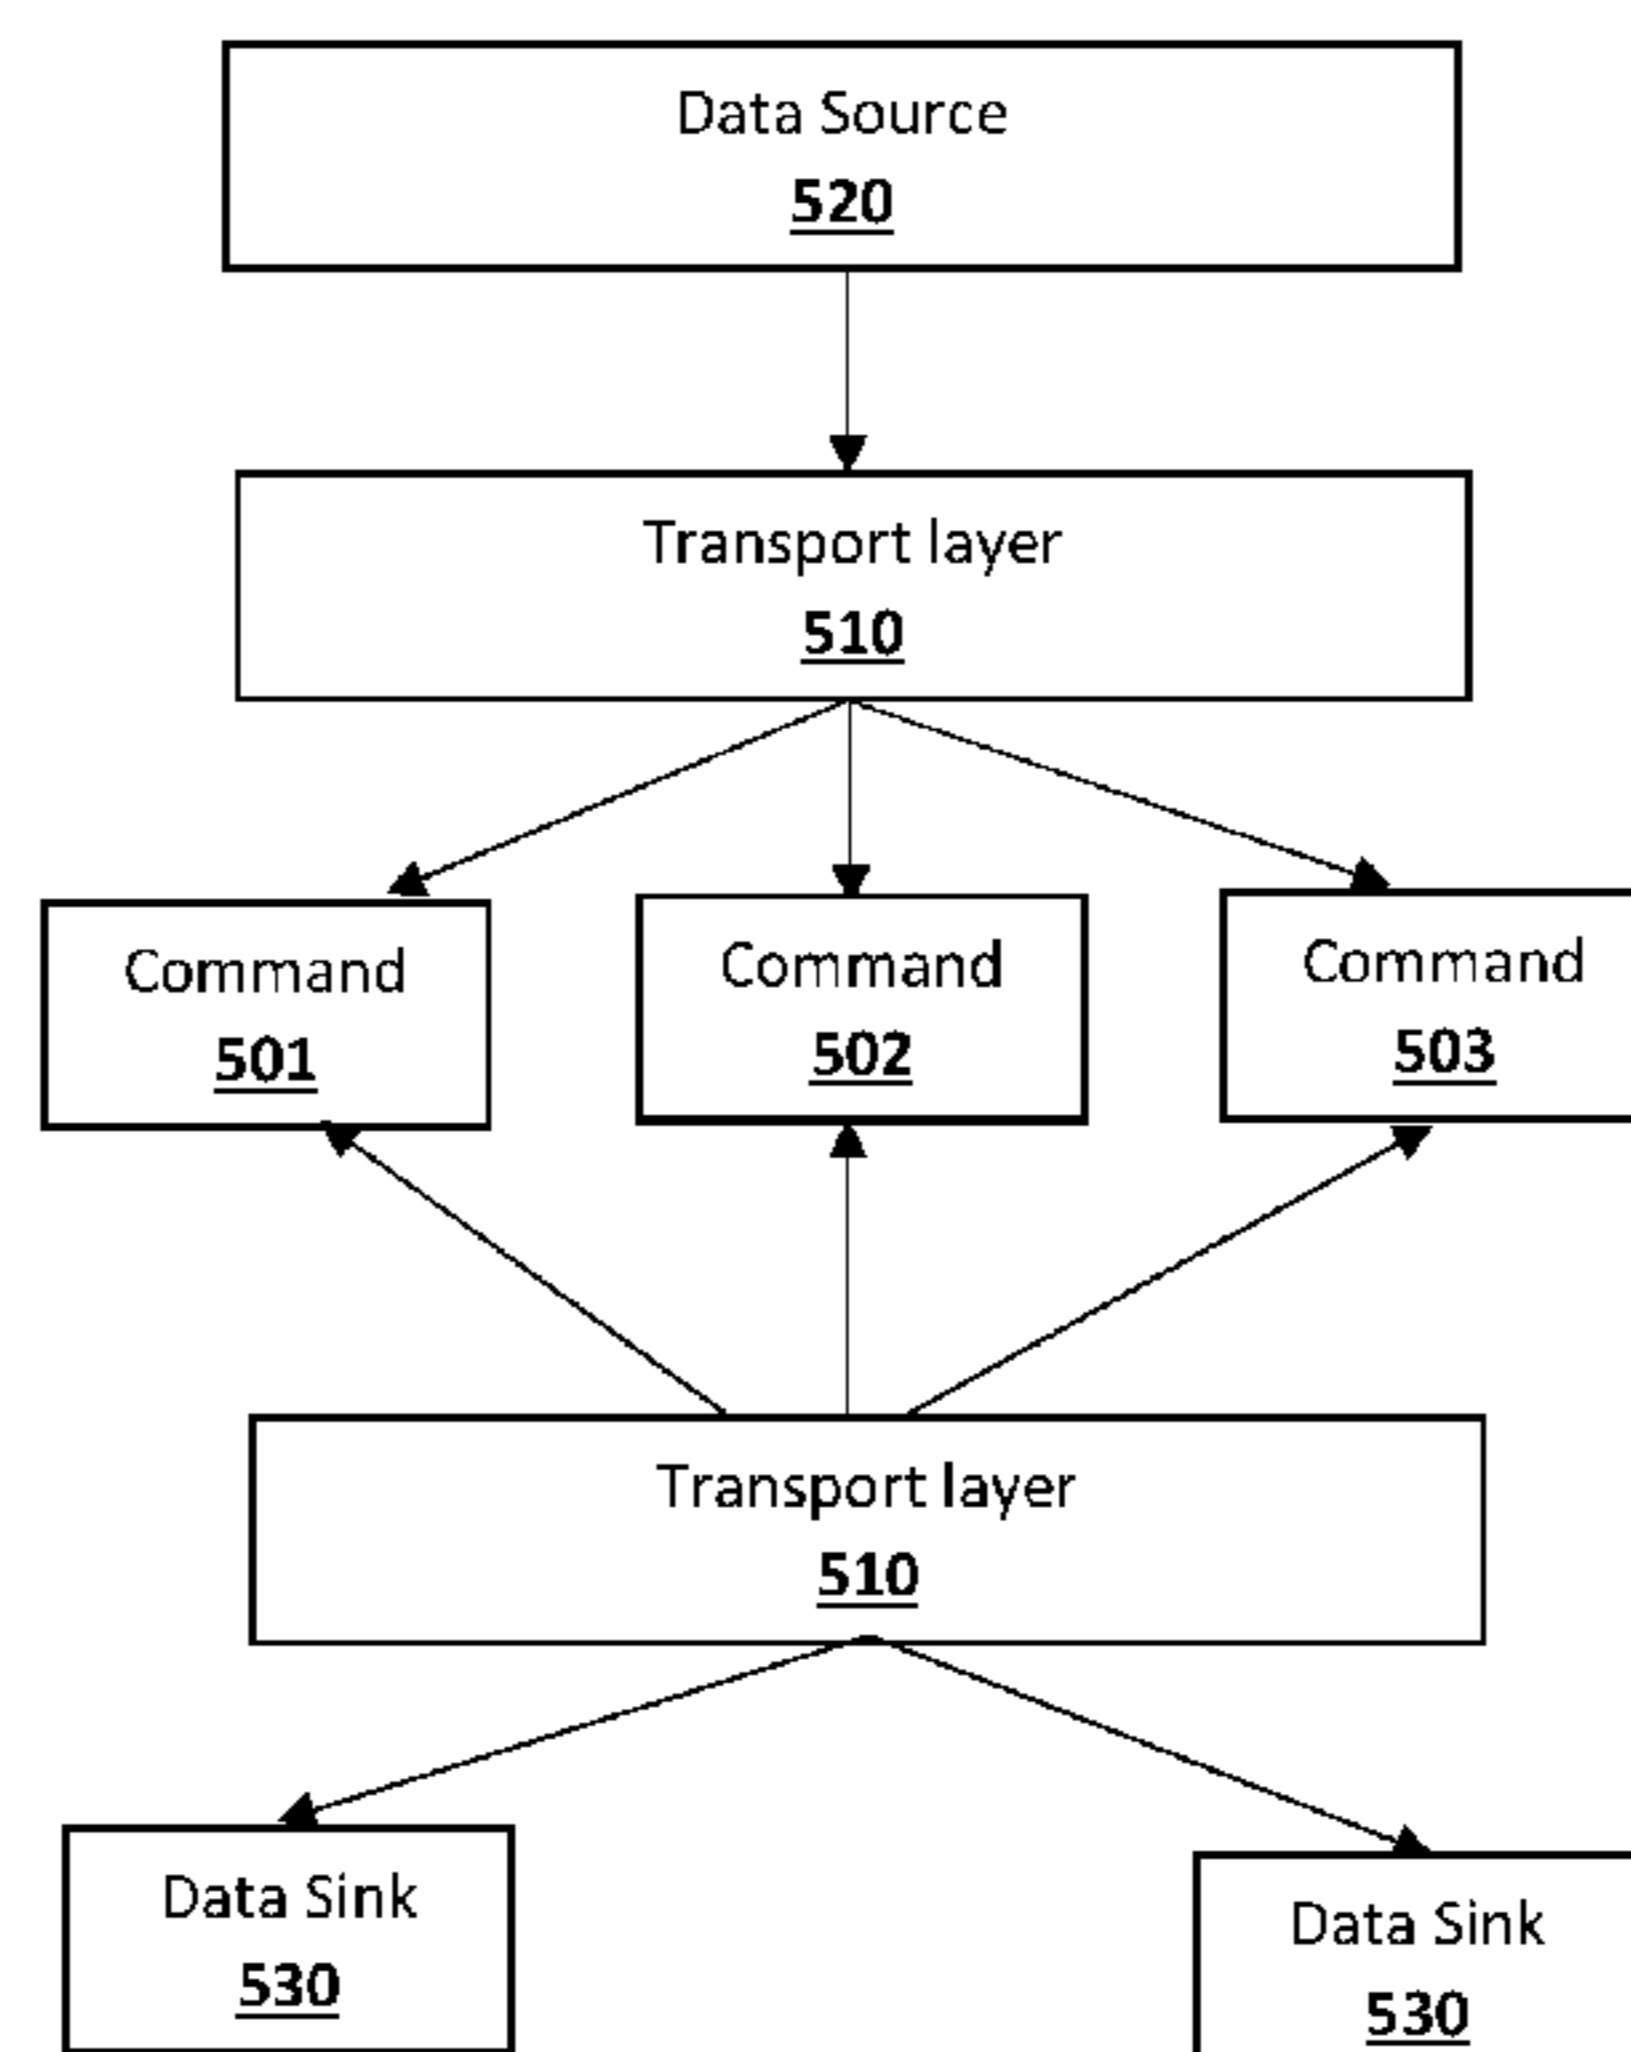 Data Source
520
Transport layer
510
Command
501
Command
502
Command
503
Transport layer
510
Data Sink
530
Data Sink
530